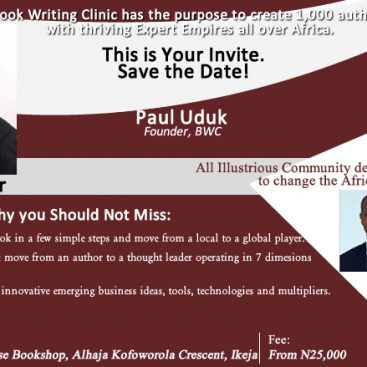 ook Writing Clinic has the purpose to create 1,000 auth
with thriving Expert Empires all over Africa.
This is Your Invite.
Save the Date!
Paul Uduk
Founder, BWC
All Illustrious Community de
to change the Afri
r
hy you Should Not Miss:
ok in a few simple steps and move from a local to a global player.
move from an author to a thought leader operating in 7 dimesions
innovative emerging business ideas, tools, technologies and multipliers.
Fee:
se Bookshop, Alhaja Kofoworola Crescent, Ikeja
From N25,000